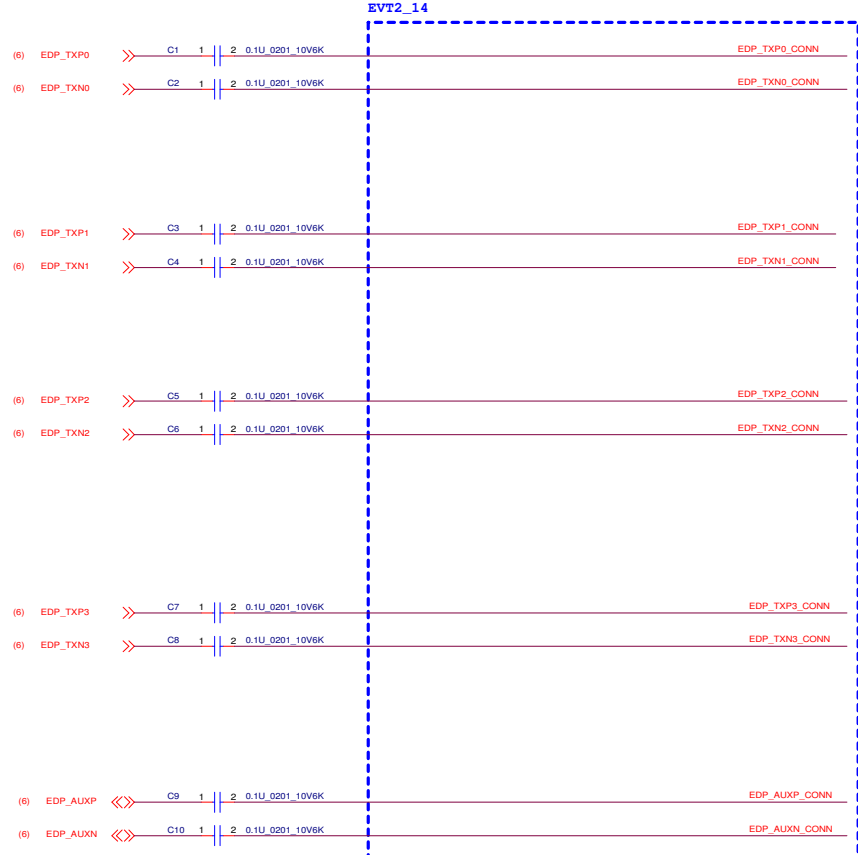 EVT2_14
(6) EDP_TXP0 C1 1 2 0.1U_0201_10V6K EDP_TXP0_CONN
(6) EDP_TXN0 C2 1 2 0.1U_0201_10V6K EDP_TXN0_CONN
(6) EDP_TXP1 C3 1 2 0.1U_0201_10V6K EDP_TXP1_CONN
(6) EDP_TXN1 C4 1 2 0.1U_0201_10V6K EDP_TXN1_CONN
(6) EDP_TXP2 C5 1 2 0.1U_0201_10V6K EDP_TXP2_CONN
(6) EDP_TXN2 C6 1 2 0.1U_0201_10V6K EDP_TXN2_CONN
(6) EDP_TXP3 C7 1 2 0.1U_0201_10V6K EDP_TXP3_CONN
(6) EDP_TXN3 C8 1 2 0.1U_0201_10V6K EDP_TXN3_CONN
(6) EDP_AUXP C9 1 2 0.1U_0201_10V6K EDP_AUXP_CONN
(6) EDP_AUXN C10 1 2 0.1U_0201_10V6K EDP_AUXN_CONN